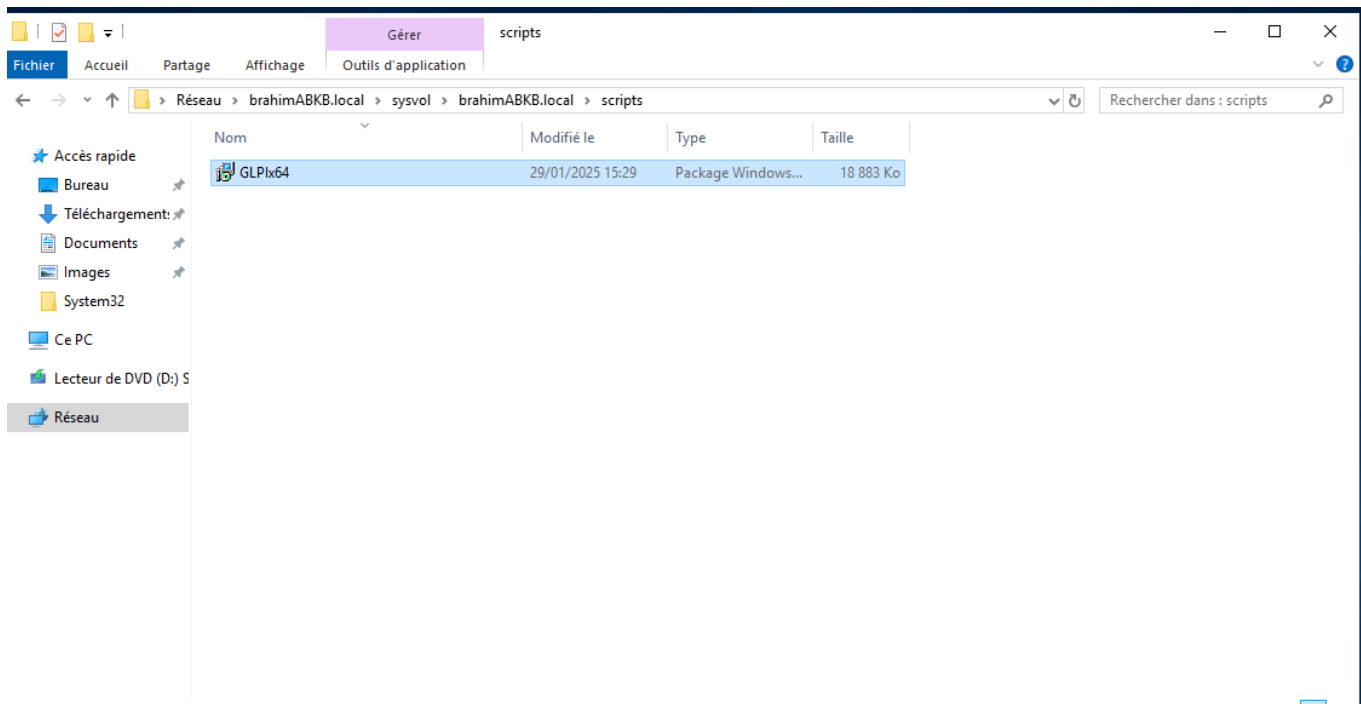 Gérer scripts
Fichier Accueil Partage Affichage Outils d'application
Réseau > brahimABKB.local > sysvol > brahimABKB.local > scripts Rechercher dans : scripts
Nom Modifié le Type Taille
Accès rapide
GLPIx64 29/01/2025 15:29 Package Windows... 18 883 Ko
Bureau
Téléchargement:
Documents
Images
System32
Ce PC
Lecteur de DVD (D:) S
Réseau